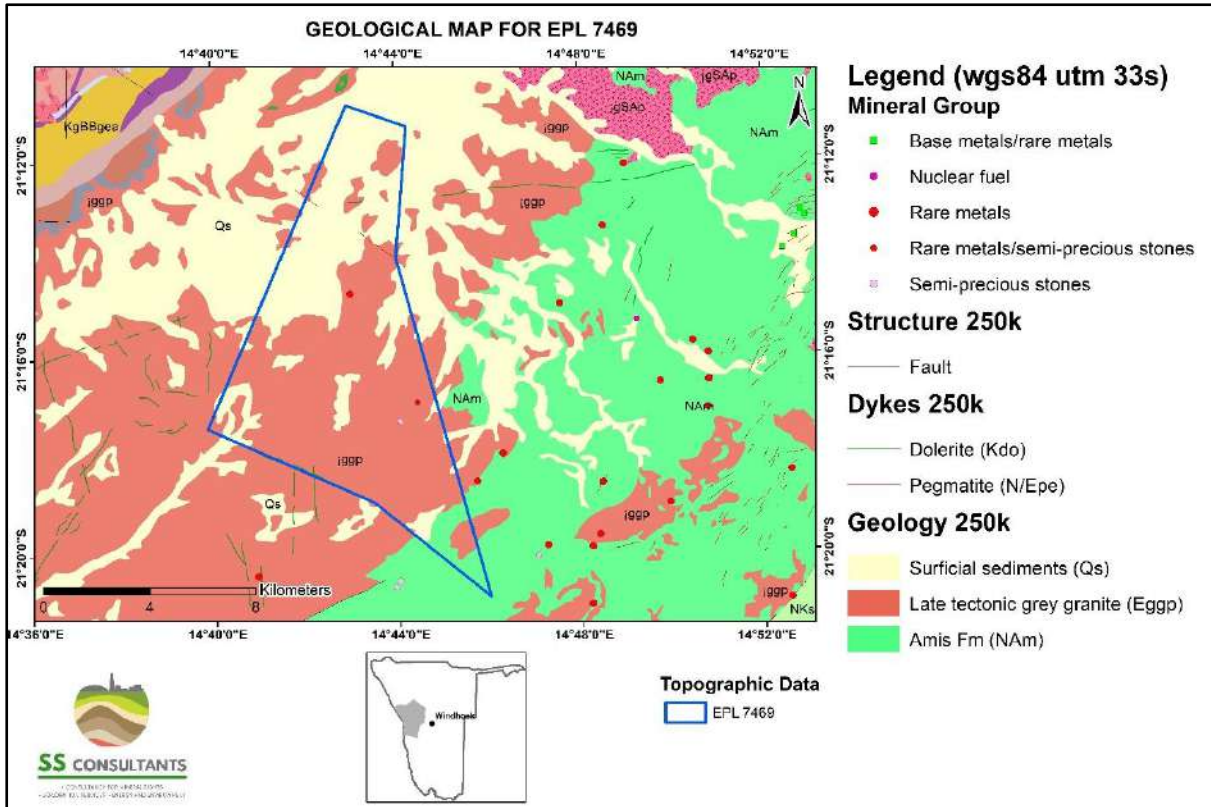 GEOLOGICAL MAP FOR EPL 7469
14°40'0"E 14°44'0"E 14°48'0"E 14°52'0"E
NAm
jgSAp
jgSAp
KgBBgea
jggp
NAm
N
21°12'0"S
21°12'0"S
jggp
jggp
Qs
21°16'0"S
21°16'0"S
NAm
NAm
jggp
Qs
jggp
21°20'0"S
21°20'0"S
Kilometers
0 4 8
jggp
NKs
14°36'0"E 14°40'0"E 14°44'0"E 14°48'0"E 14°52'0"E
Legend (wgs84 utm 33s)
Mineral Group
Base metals/rare metals
Nuclear fuel
Rare metals
Rare metals/semi-precious stones
Semi-precious stones
Structure 250k
Fault
Dykes 250k
Dolerite (Kdo)
Pegmatite (N/Epe)
Geology 250k
Surficial sediments (Qs)
Late tectonic grey granite (Eggp)
Amis Fm (NAm)
Topographic Data
EPL 7469
Windhoek
SS CONSULTANTS